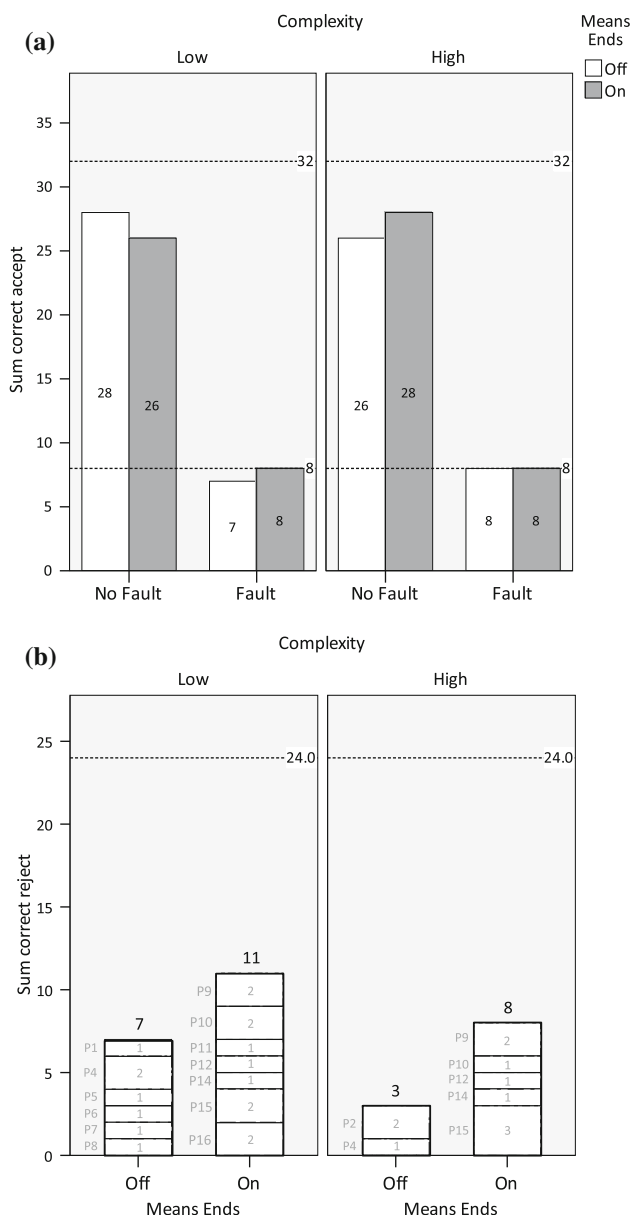 Complexity
Means
Ends
Off
On
(a)
Low
High
35
30
25
20
15
10
5
0
Sum correct accept
32
32
28
26
26
28
8
8
7
8
8
8
No Fault
Fault
No Fault
Fault
Complexity
(b)
Low
High
25
20
15
10
5
0
Sum correct reject
24.0
24.0
7
P1 1
P4 2
P5 1
P6 1
P7 1
P8 1
11
P9 2
P10 2
P11 1
P12 1
P14 1
P15 2
P16 2
3
P2 2
P4 1
8
P9 2
P10 1
P12 1
P14 1
P15 3
Off
On
Off
On
Means Ends
Means Ends